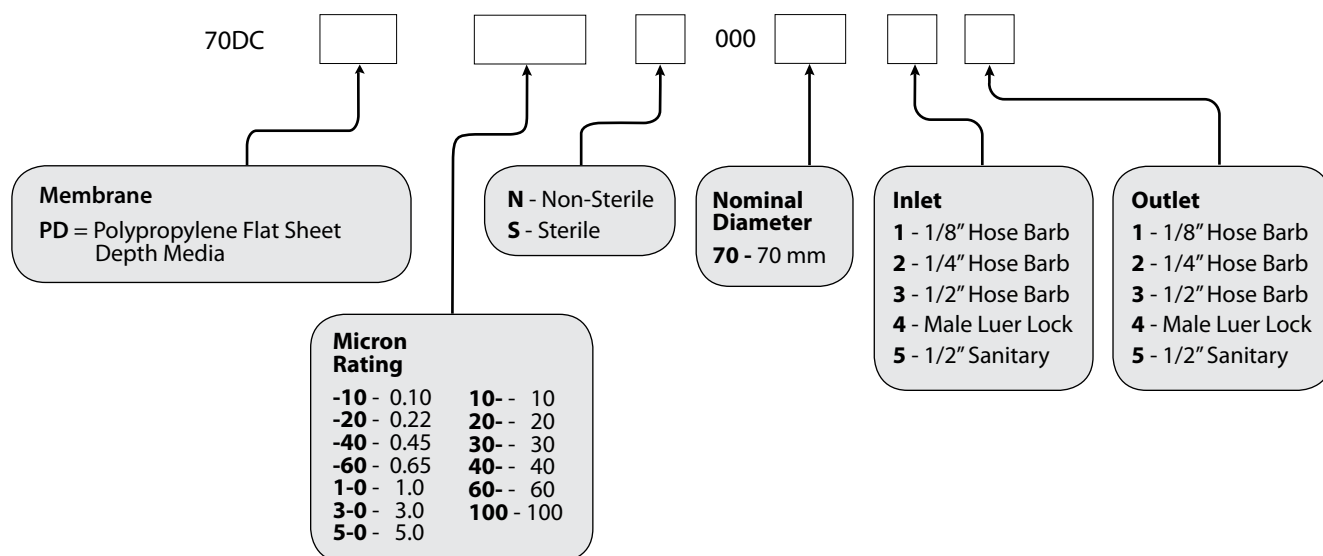 70DC 000
Membrane
PD = Polypropylene Flat Sheet
Depth Media
Micron
Rating
-10 - 0.10
-20 - 0.22
-40 - 0.45
-60 - 0.65
1-0 - 1.0
3-0 - 3.0
5-0 - 5.0
10- - 10
20- - 20
30- - 30
40- - 40
60- - 60
100 - 100
N - Non-Sterile
S - Sterile
Nominal
Diameter
70 - 70 mm
Inlet
1 - 1/8” Hose Barb
2 - 1/4” Hose Barb
3 - 1/2” Hose Barb
4 - Male Luer Lock
5 - 1/2” Sanitary
Outlet
1 - 1/8” Hose Barb
2 - 1/4” Hose Barb
3 - 1/2” Hose Barb
4 - Male Luer Lock
5 - 1/2” Sanitary